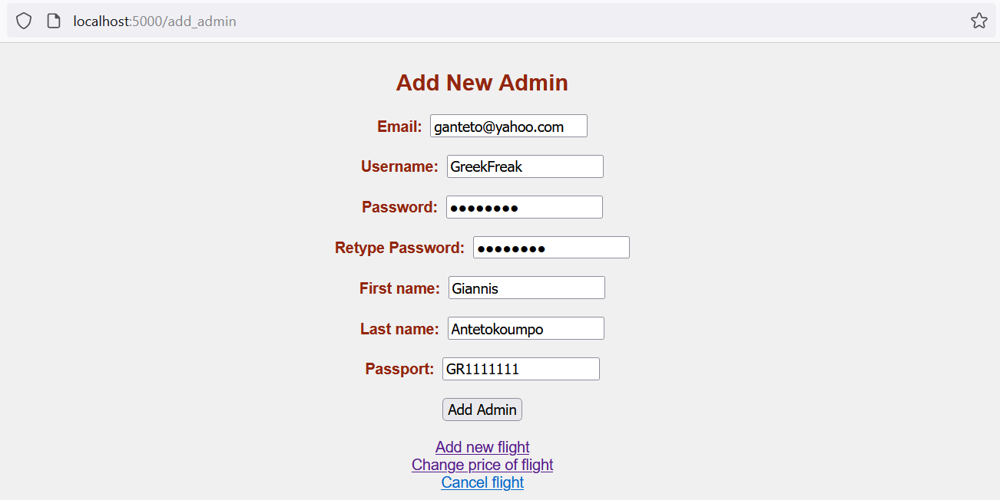 localhost:5000/add_admin
Add New Admin
Email: ganteto@yahoo.com
Username: GreekFreak
Password: ●●●●●●●●
Retype Password: ●●●●●●●●
First name: Giannis
Last name: Antetokoumpo
Passport: GR1111111
Add Admin
Add new flight
Change price of flight
Cancel flight